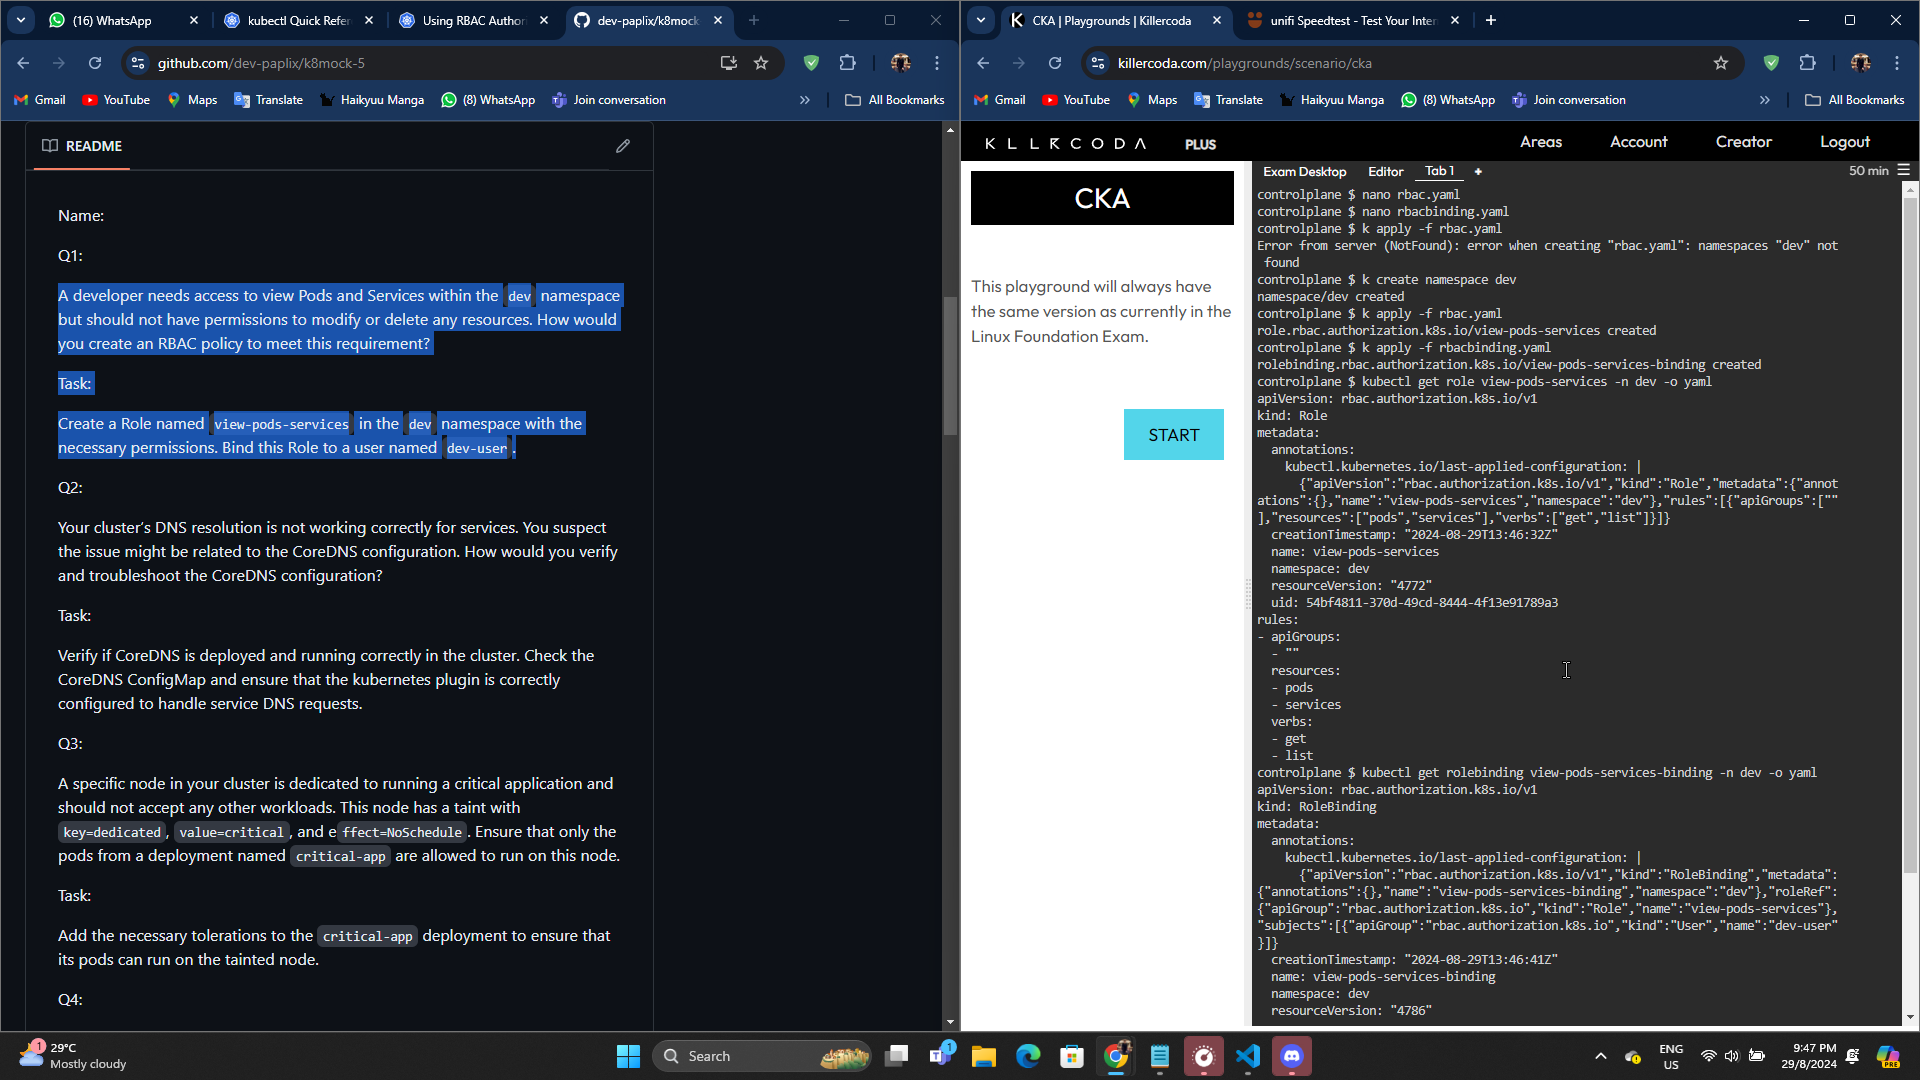 (16) WhatsApp
kubectl Quick Refer
Using RBAC Author
dev-paplix/k8mock
github.com/dev-paplix/k8mock-5
Gmail
YouTube
Maps
Translate
Haikyuu Manga
(8) WhatsApp
Join conversation
All Bookmarks
README
Name:
Q1:
A developer needs access to view Pods and Services within the dev namespace
but should not have permissions to modify or delete any resources. How would
you create an RBAC policy to meet this requirement?
Task:
Create a Role named view-pods-services in the dev namespace with the
necessary permissions. Bind this Role to a user named dev-user .
Q2:
Your cluster's DNS resolution is not working correctly for services. You suspect
the issue might be related to the CoreDNS configuration. How would you verify
and troubleshoot the CoreDNS configuration?
Task:
Verify if CoreDNS is deployed and running correctly in the cluster. Check the
CoreDNS ConfigMap and ensure that the kubernetes plugin is correctly
configured to handle service DNS requests.
Q3:
A specific node in your cluster is dedicated to running a critical application and
should not accept any other workloads. This node has a taint with
key=dedicated, value=critical, and effect=NoSchedule. Ensure that only the
pods from a deployment named critical-app are allowed to run on this node.
Task:
Add the necessary tolerations to the critical-app deployment to ensure that
its pods can run on the tainted node.
Q4:
CKA | Playgrounds | Killercoda
unifi Speedtest - Test Your Inter
killercoda.com/playgrounds/scenario/cka
Gmail
YouTube
Maps
Translate
Haikyuu Manga
(8) WhatsApp
Join conversation
All Bookmarks
KLLRCODA
PLUS
Areas
Account
Creator
Logout
CKA
This playground will always have
the same version as currently in the
Linux Foundation Exam.
START
Exam Desktop
Editor
Tab 1
+
50 min
controlplane $ nano rbac.yaml
controlplane $ nano rbacbinding.yaml
controlplane $ k apply -f rbac.yaml
Error from server (NotFound): error when creating "rbac.yaml": namespaces "dev" not
found
controlplane $ k create namespace dev
namespace/dev created
controlplane $ k apply -f rbac.yaml
role.rbac.authorization.k8s.io/view-pods-services created
controlplane $ k apply -f rbacbinding.yaml
rolebinding.rbac.authorization.k8s.io/view-pods-services-binding created
controlplane $ kubectl get role view-pods-services -n dev -o yaml
apiVersion: rbac.authorization.k8s.io/v1
kind: Role
metadata:
annotations:
kubectl.kubernetes.io/last-applied-configuration: |
{"apiVersion":"rbac.authorization.k8s.io/v1","kind":"Role","metadata":{"annot
ations":{},"name":"view-pods-services","namespace":"dev"},"rules":[{"apiGroups":[""
],"resources":["pods","services"],"verbs":["get","list"]}]}
creationTimestamp: "2024-08-29T13:46:32Z"
name: view-pods-services
namespace: dev
resourceVersion: "4772"
uid: 54bf4811-370d-49cd-8444-4f13e91789a3
rules:
- apiGroups:
- ""
resources:
- pods
- services
verbs:
- get
- list
controlplane $ kubectl get rolebinding view-pods-services-binding -n dev -o yaml
apiVersion: rbac.authorization.k8s.io/v1
kind: RoleBinding
metadata:
annotations:
kubectl.kubernetes.io/last-applied-configuration: |
{"apiVersion":"rbac.authorization.k8s.io/v1","kind":"RoleBinding","metadata":
{"annotations":{},"name":"view-pods-services-binding","namespace":"dev"},"roleRef":
{"apiGroup":"rbac.authorization.k8s.io","kind":"Role","name":"view-pods-services"},
"subjects":[{"apiGroup":"rbac.authorization.k8s.io","kind":"User","name":"dev-user"
}]}
creationTimestamp: "2024-08-29T13:46:41Z"
name: view-pods-services-binding
namespace: dev
resourceVersion: "4786"
1
29°C
Mostly cloudy
Search
1
ENG
US
9:47 PM
29/8/2024
PRE